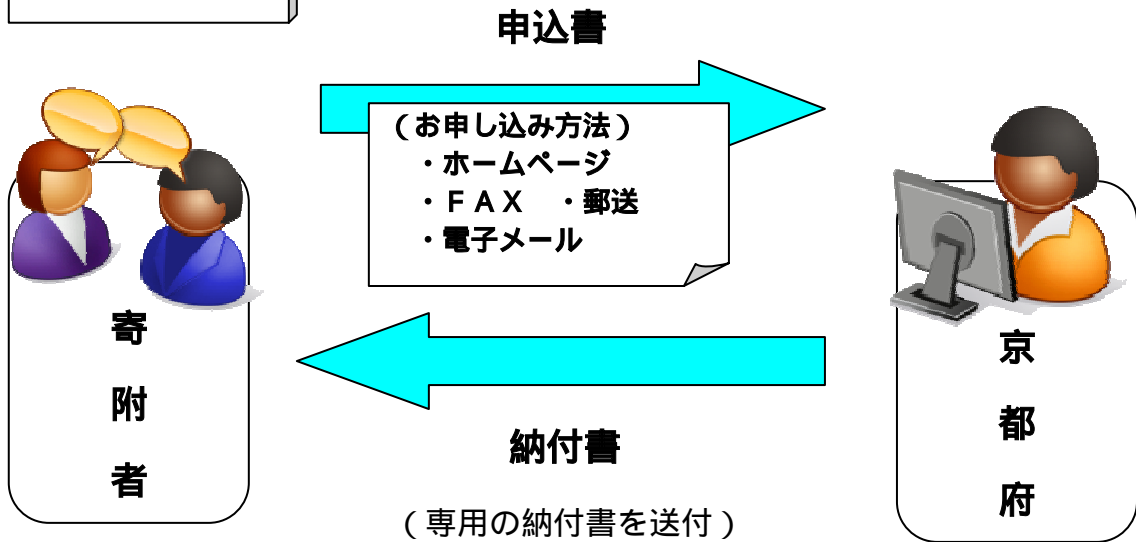 申込書
（お申し込み方法）
・ホームページ
・ＦＡＸ　・郵送
・電子メール
寄附者
京都府
納付書
（専用の納付書を送付）